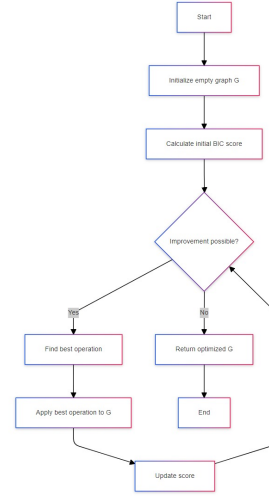 Start
Initialize empty graph G
Calculate initial BIC score
Improvement possible?
Yes
No
Find best operation
Return optimized G
Apply best operation to G
End
Update score